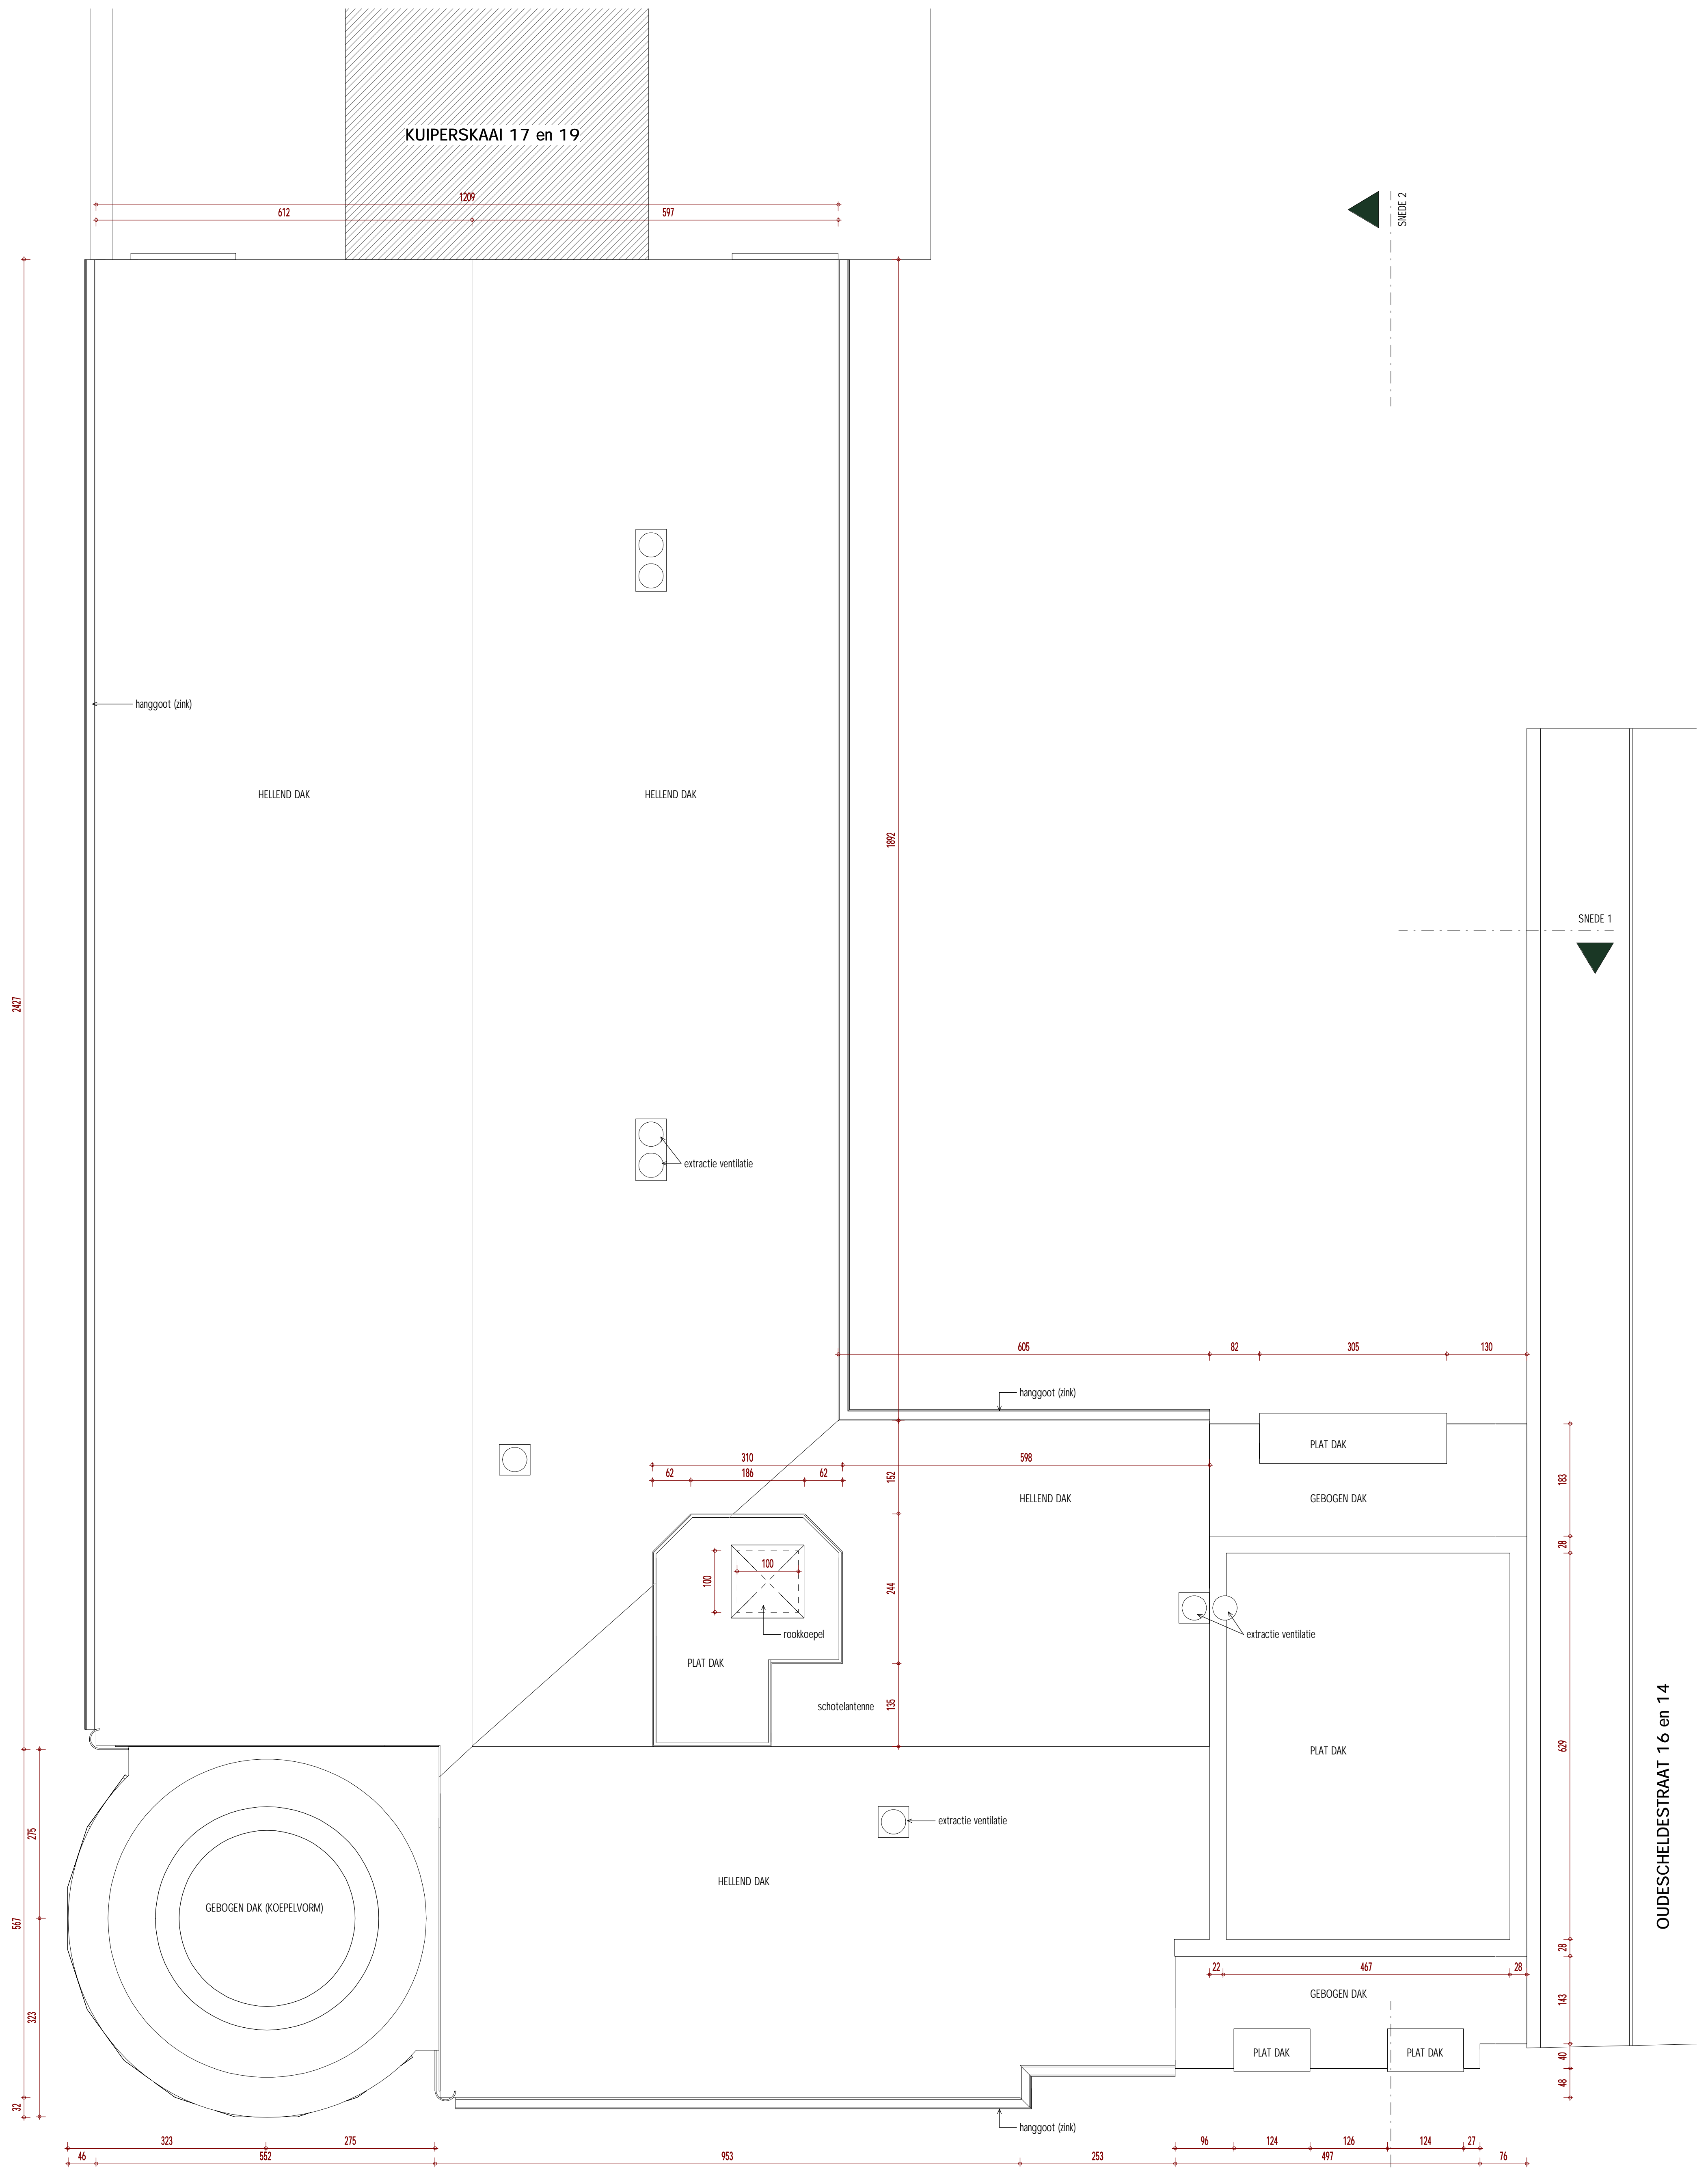 KUIPERSKAAI 17 en 19
1209
612
597
SNEDE 2
hanggoot (zink)
HELLEND DAK
HELLEND DAK
1892
SNEDE 1
2427
extractie ventilatie
605
82
305
130
hanggoot (zink)
PLAT DAK
310
598
62
186
62
152
183
HELLEND DAK
GEBOGEN DAK
28
100
100
244
rookkoepel
extractie ventilatie
PLAT DAK
schotelantenne
135
PLAT DAK
629
OUDESCHELDESTRAAT 16 en 14
extractie ventilatie
275
HELLEND DAK
GEBOGEN DAK (KOEPELVORM)
567
28
22
467
28
GEBOGEN DAK
143
323
PLAT DAK
PLAT DAK
40
48
32
hanggoot (zink)
323
275
96
124
126
124
27
46
552
953
253
497
76